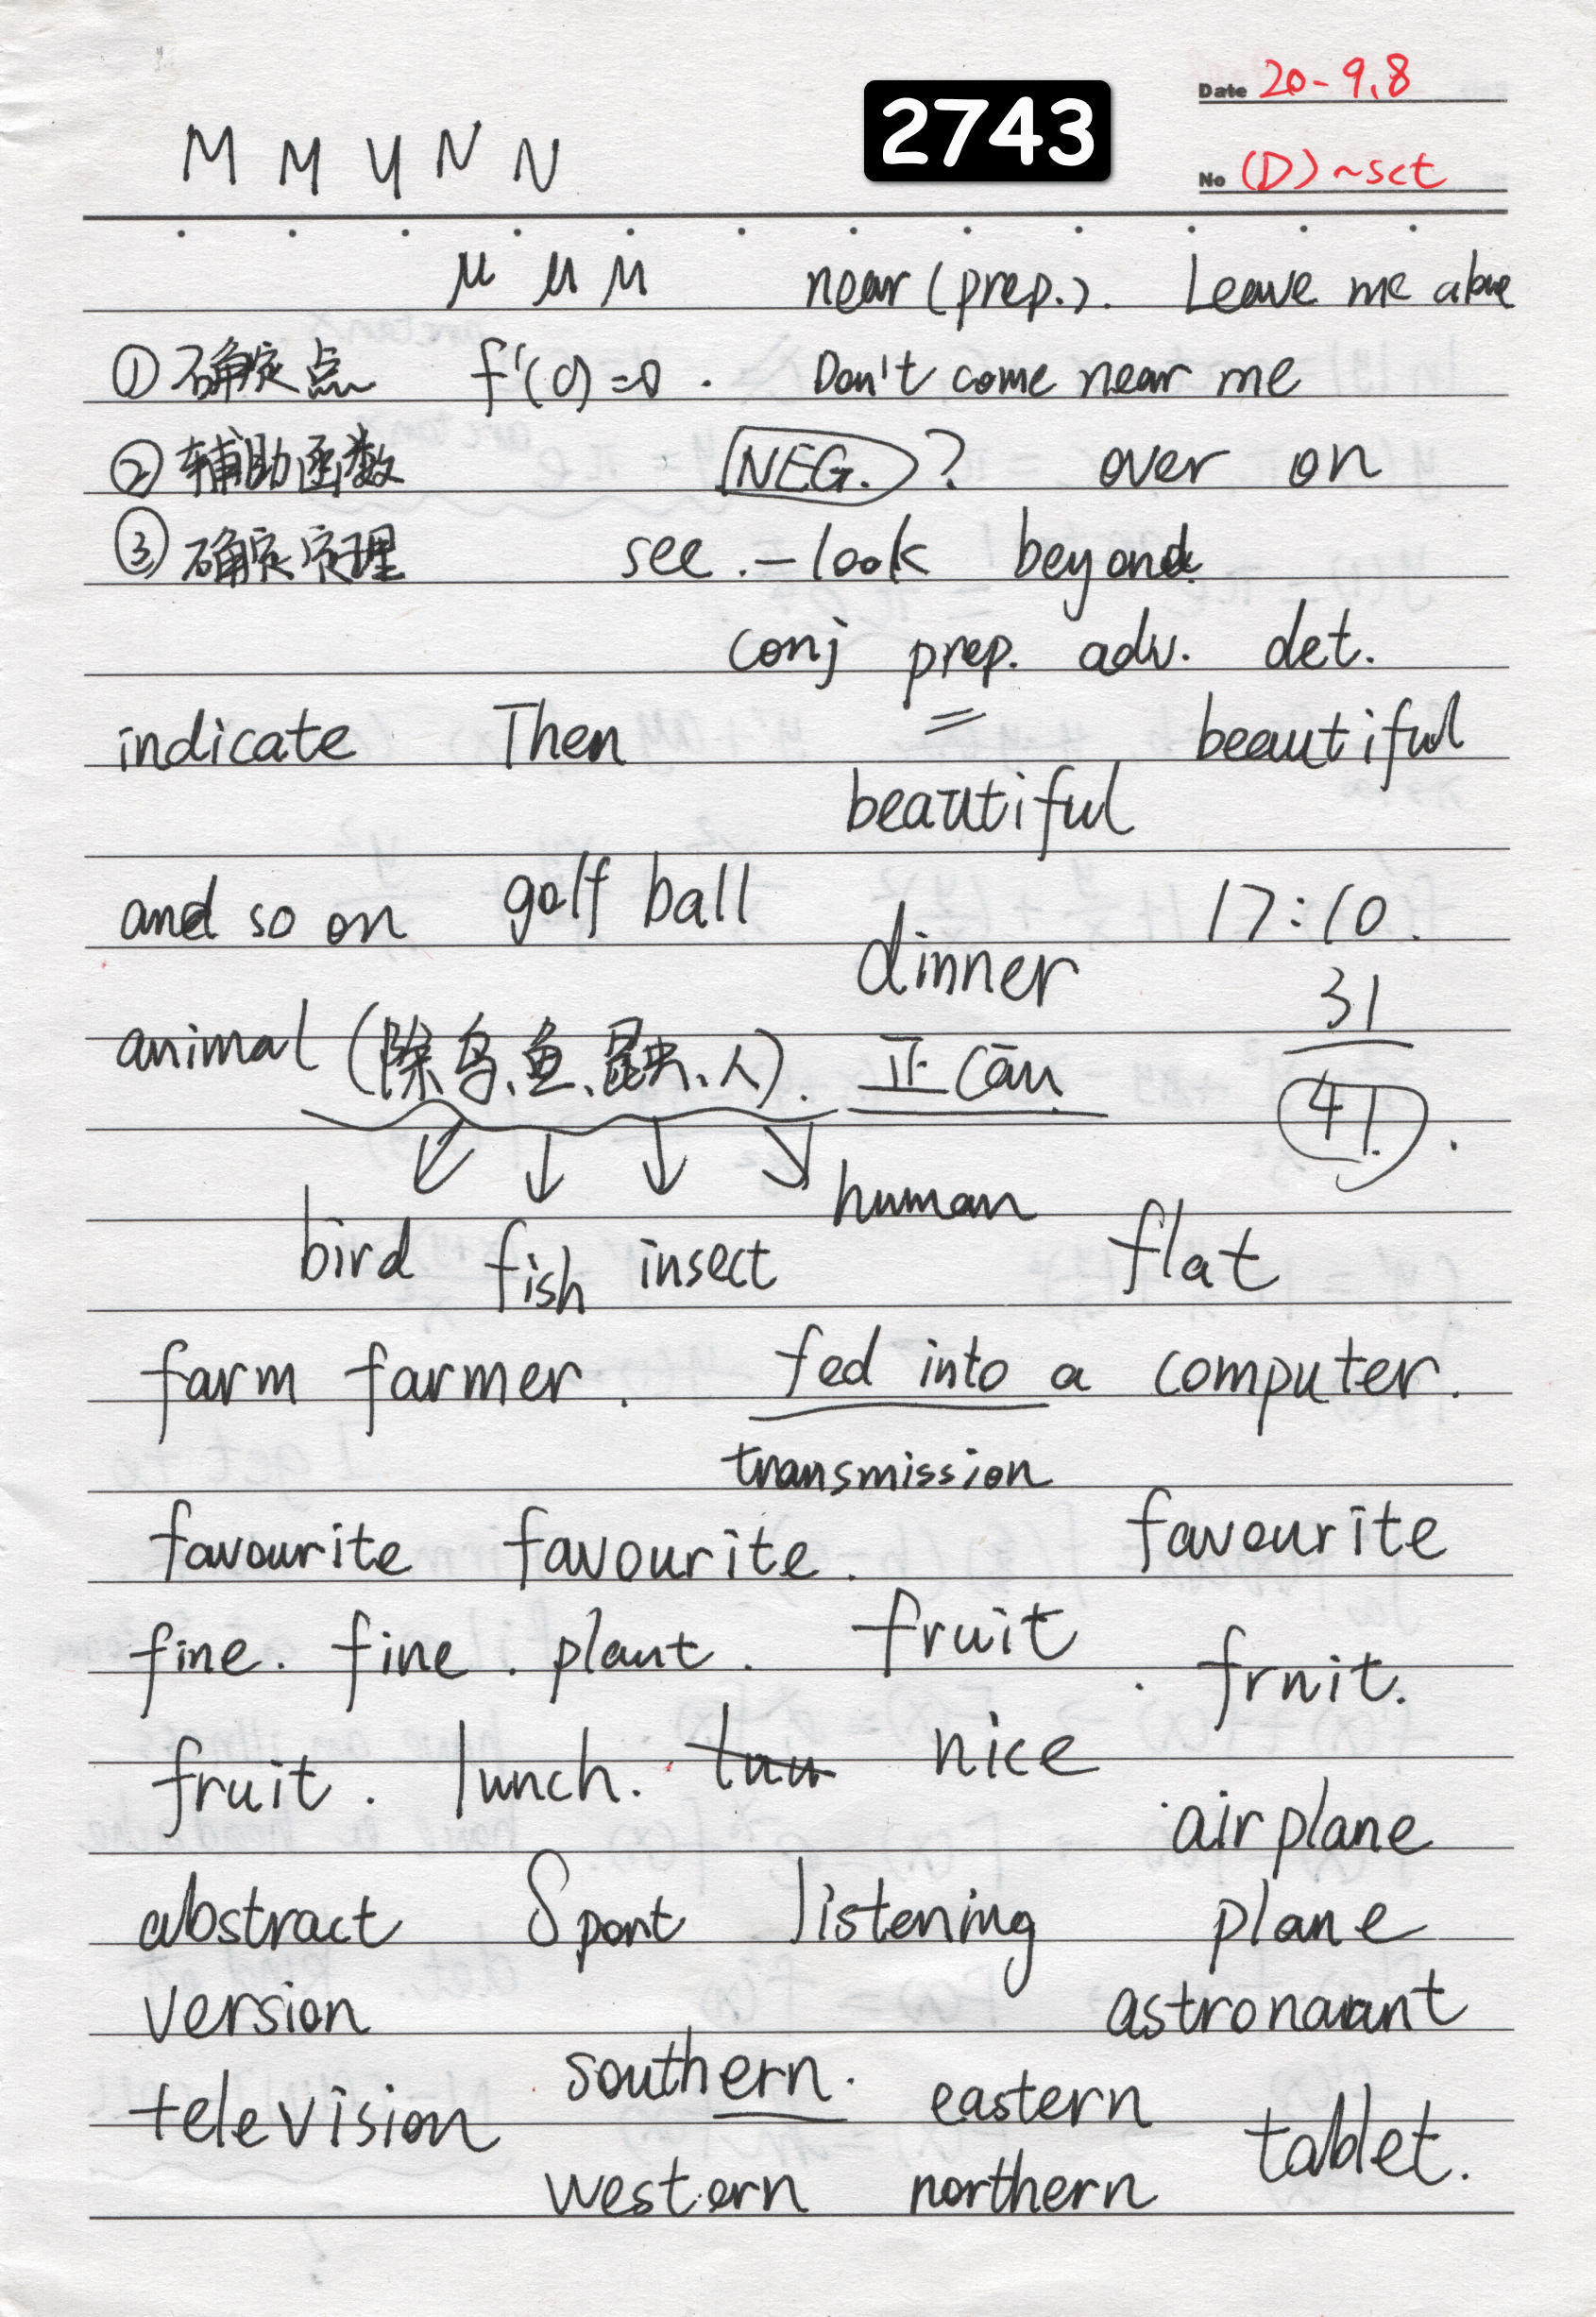 2743
Date 20-9.8
M M Y N N
No (D)~sct
μ μ M near (prep.). Leave me alone
①确定点 f'(0)=0. Don't come near me
②辅助函数 NEG. ? over on
③确定定理 see.—look beyond
conj prep. adv. det.
indicate Then beautiful
beautiful
and so on golf ball 17:10.
dinner
31
animal (除鸟、鱼、昆虫、人). 正Cān
41.
human
bird fish insect flat
farm farmer. fed into a computer.
transmission
favourite favourite. favourite
fine. fine. plant. fruit. fruit.
fruit. lunch. nice
airplane
abstract Sport listening plane
version astronaut
southern. eastern
television tablet.
western northern